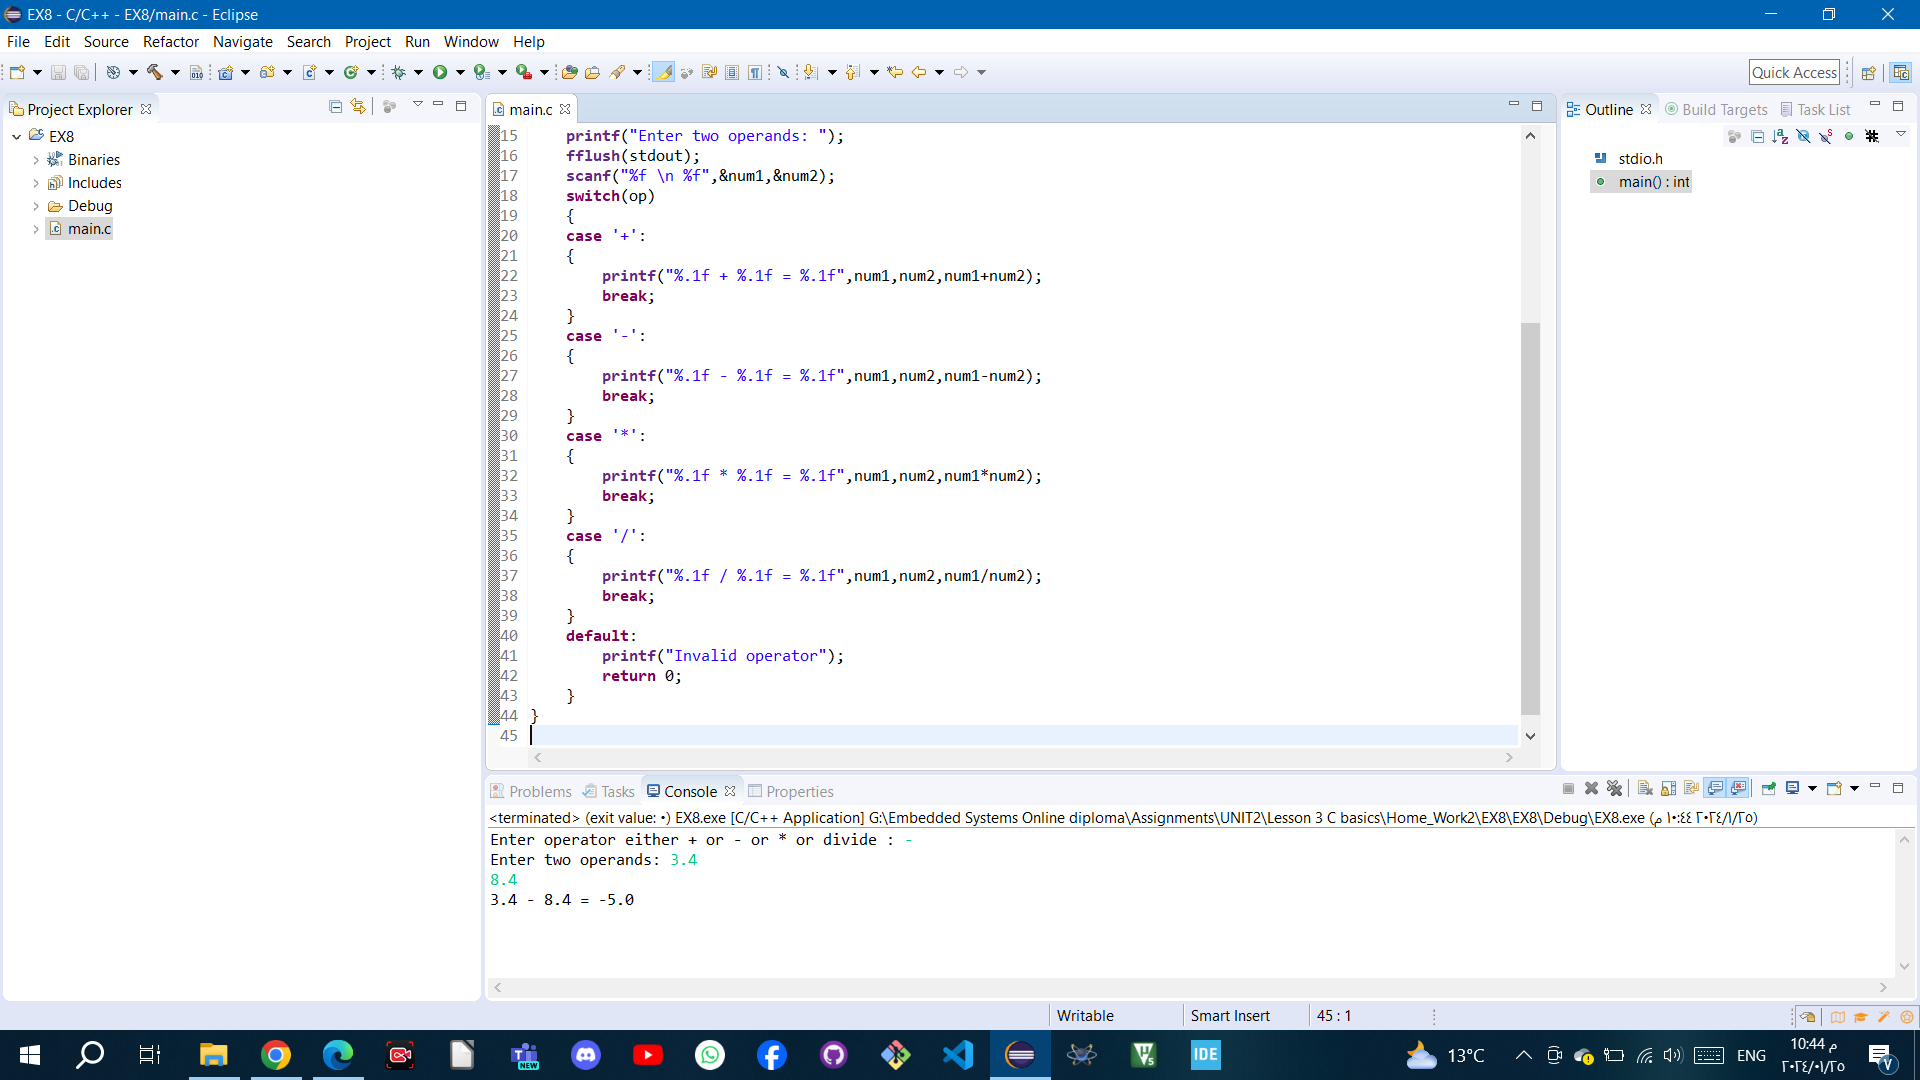 EX8 - C/C++ - EX8/main.c - Eclipse
File Edit Source Refactor Navigate Search Project Run Window Help
Quick Access
Project Explorer
EX8
Binaries
Includes
Debug
main.c
main.c
15 printf("Enter two operands: ");
16 fflush(stdout);
17 scanf("%f \n %f",&num1,&num2);
18 switch(op)
19 {
20 case '+':
21 {
22 printf("%.1f + %.1f = %.1f",num1,num2,num1+num2);
23 break;
24 }
25 case '-':
26 {
27 printf("%.1f - %.1f = %.1f",num1,num2,num1-num2);
28 break;
29 }
30 case '*':
31 {
32 printf("%.1f * %.1f = %.1f",num1,num2,num1*num2);
33 break;
34 }
35 case '/':
36 {
37 printf("%.1f / %.1f = %.1f",num1,num2,num1/num2);
38 break;
39 }
40 default:
41 printf("Invalid operator");
42 return 0;
43 }
44 }
45
Outline Build Targets Task List
stdio.h
main() : int
Problems Tasks Console Properties
<terminated> (exit value: ٠) EX8.exe [C/C++ Application] G:\Embedded Systems Online diploma\Assignments\UNIT2\Lesson 3 C basics\Home_Work2\EX8\EX8\Debug\EX8.exe (٢٥‏/١‏/٢٠٢٤ ١٠:٤٤ م)
Enter operator either + or - or * or divide : -
Enter two operands: 3.4
8.4
3.4 - 8.4 = -5.0
Writable Smart Insert 45 : 1
NEW
IDE
13°C
ENG
10:44 م
٢٠٢٤/٠١/٢٥